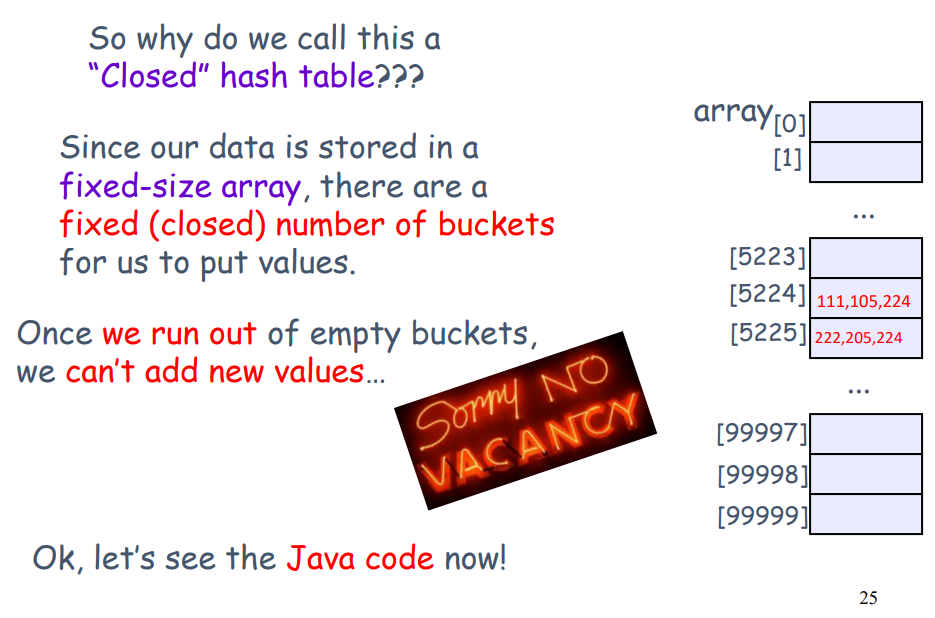 So why do we call this a
“Closed” hash table???
Since our data is stored in a
fixed-size array, there are a
fixed (closed) number of buckets
for us to put values.
Once we run out of empty buckets,
we can’t add new values…
Sorry NO
VACANCY
Ok, let’s see the Java code now!
array[0]
[1]
…
[5223]
[5224] 111,105,224
[5225] 222,205,224
…
[99997]
[99998]
[99999]
25